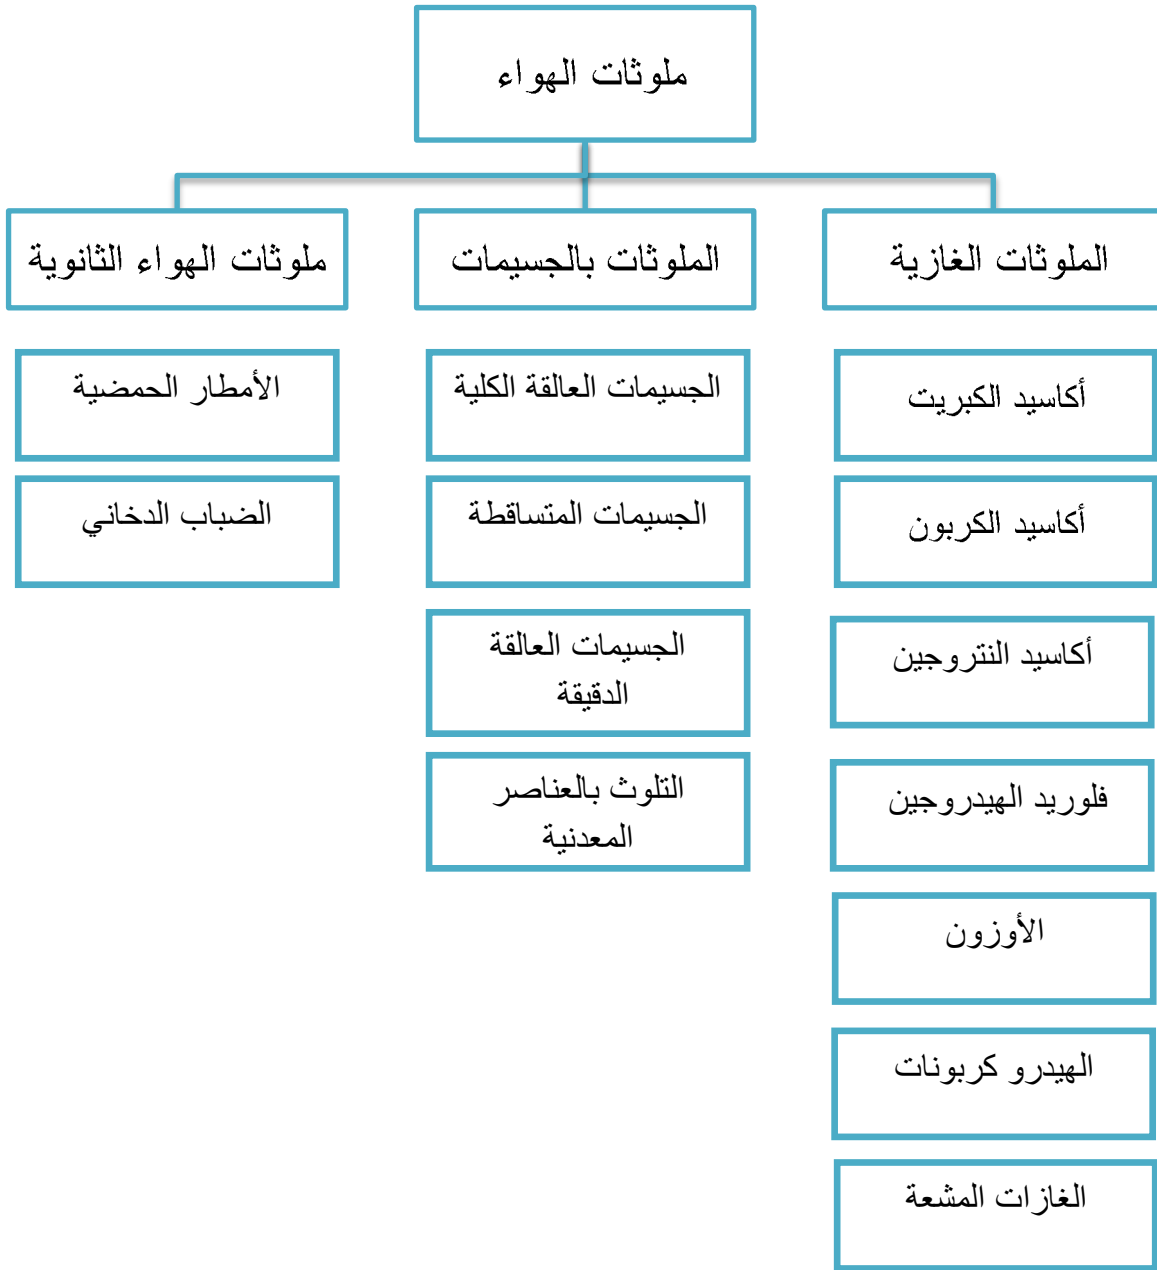 ملوثات الهواء
الملوثات الغازية
الملوثات بالجسيمات
ملوثات الهواء الثانوية
أكاسيد الكبريت
الجسيمات العالقة الكلية
الأمطار الحمضية
أكاسيد الكربون
الجسيمات المتساقطة
الضباب الدخاني
أكاسيد النتروجين
الجسيمات العالقة
الدقيقة
فلوريد الهيدروجين
التلوث بالعناصر
المعدنية
الأوزون
الهيدرو كربونات
الغازات المشعة